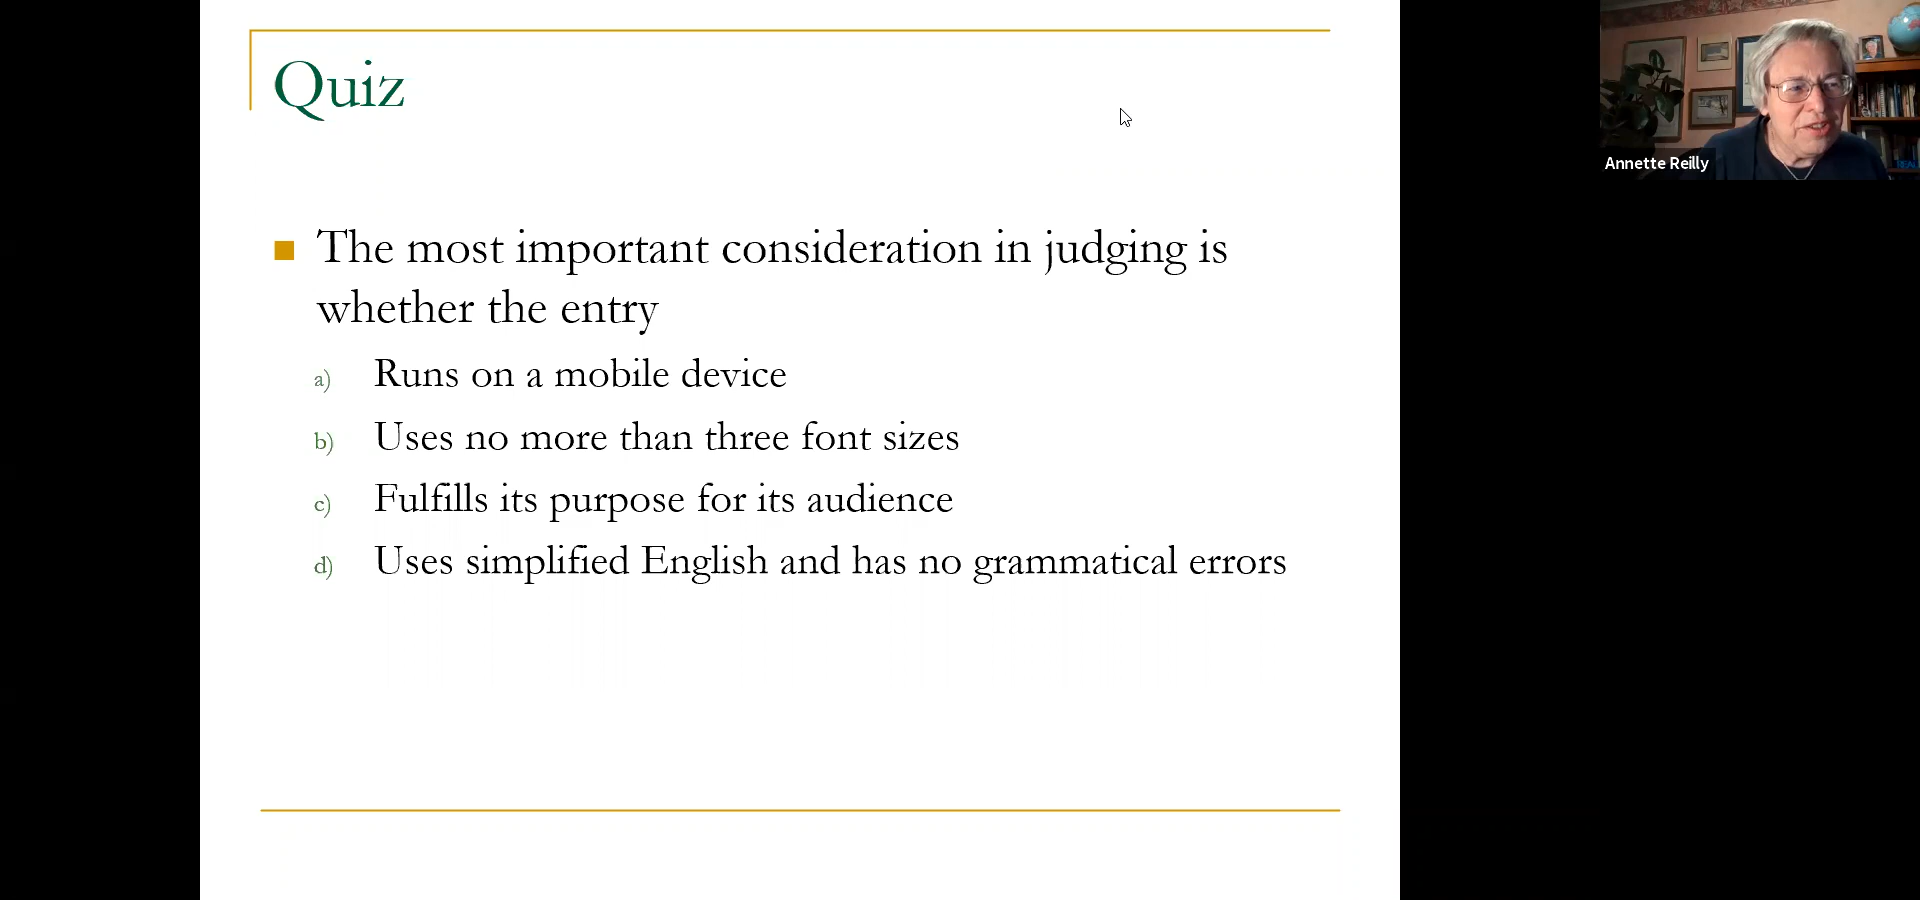 Quiz
The most important consideration in judging is
whether the entry
a) Runs on a mobile device
b) Uses no more than three font sizes
c) Fulfills its purpose for its audience
d) Uses simplified English and has no grammatical errors
Annette Reilly